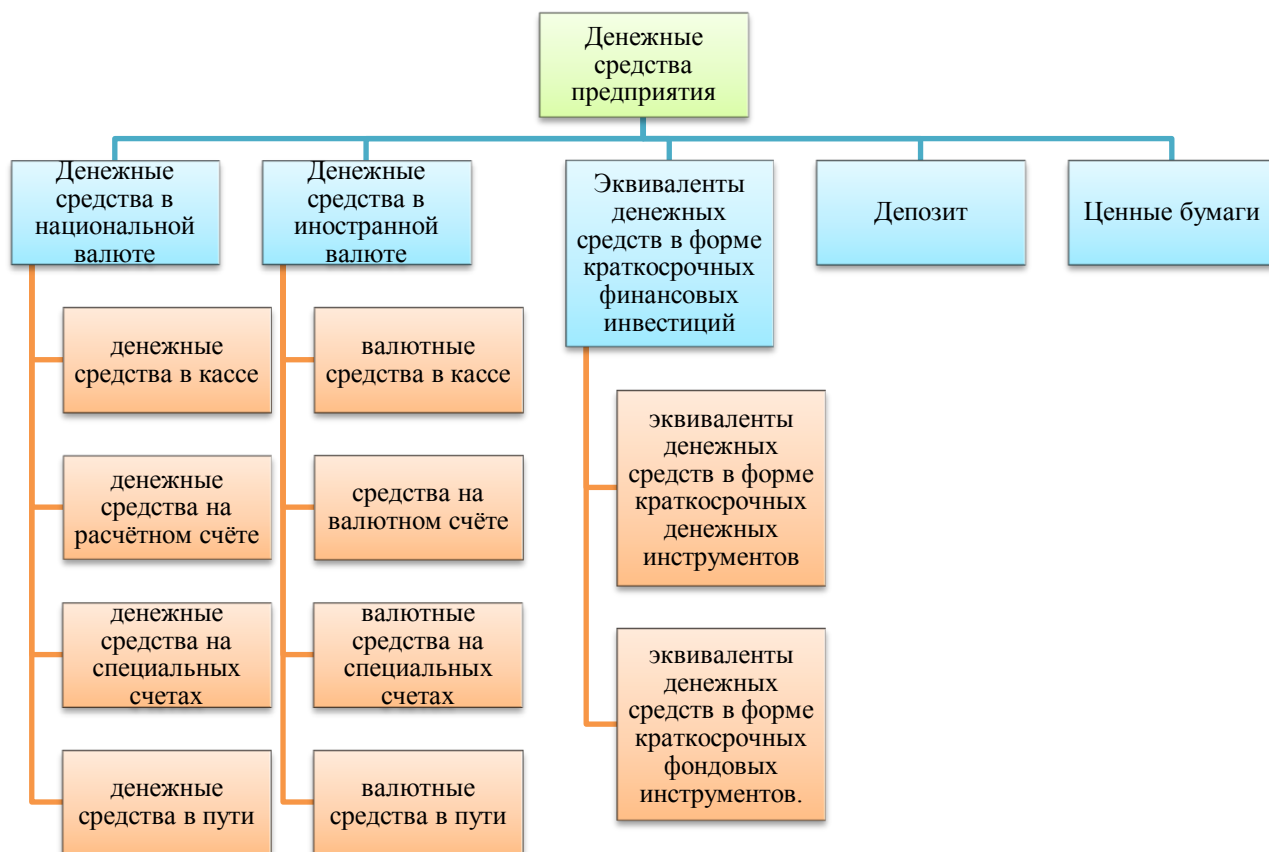 Денежные
средства
предприятия
Денежные
средства в
национальной
валюте
Денежные
средства в
иностранной
валюте
Эквиваленты
денежных
средств в форме
краткосрочных
финансовых
инвестиций
Депозит
Ценные бумаги
денежные
средства в кассе
денежные
средства на
расчётном счёте
денежные
средства на
специальных
счетах
денежные
средства в пути
валютные
средства в кассе
средства на
валютном счёте
валютные
средства на
специальных
счетах
валютные
средства в пути
эквиваленты
денежных
средств в форме
краткосрочных
денежных
инструментов
эквиваленты
денежных
средств в форме
краткосрочных
фондовых
инструментов.